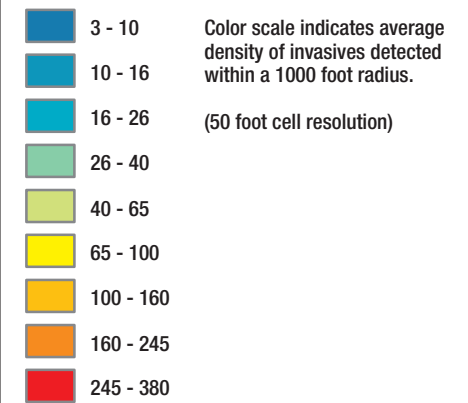 3 - 10
10 - 16
16 - 26
26 - 40
40 - 65
65 - 100
100 - 160
160 - 245
245 - 380
Color scale indicates average
density of invasives detected
within a 1000 foot radius.
(50 foot cell resolution)